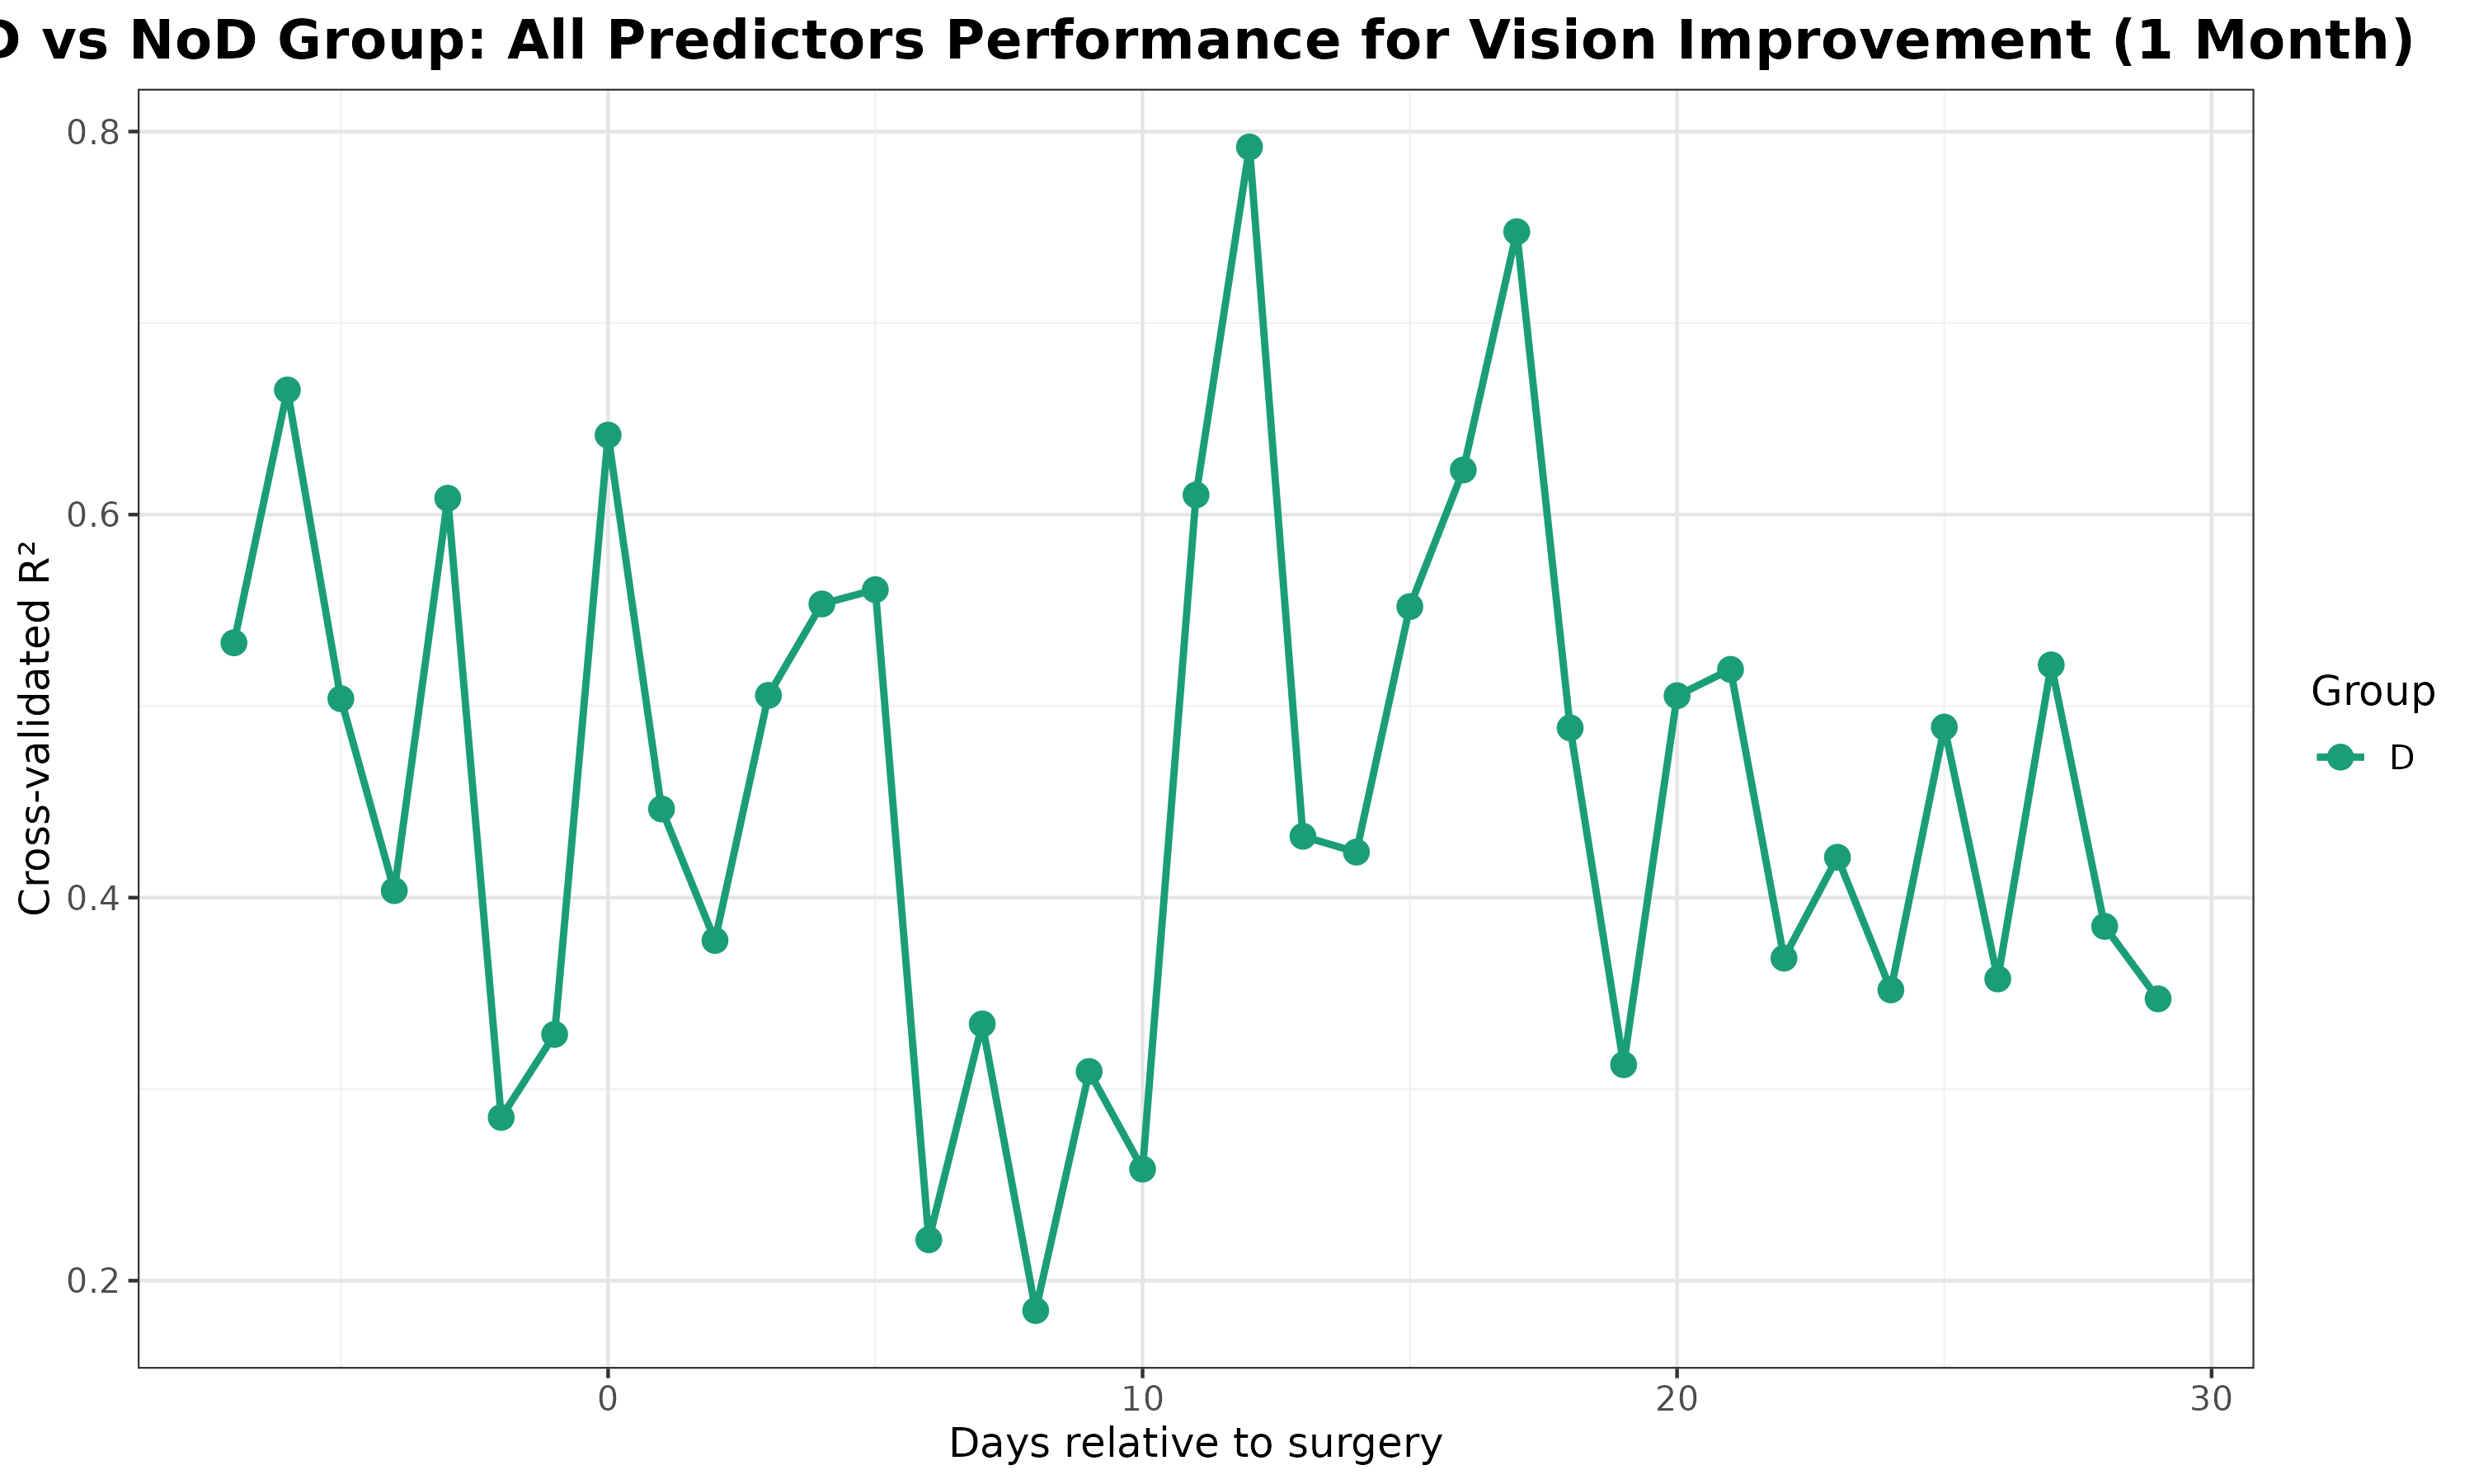 D vs NoD Group: All Predictors Performance for Vision Improvement (1 Month)
0.8
0.6
0.4
0.2
Cross-validated R²
0
10
20
30
Days relative to surgery
Group
D